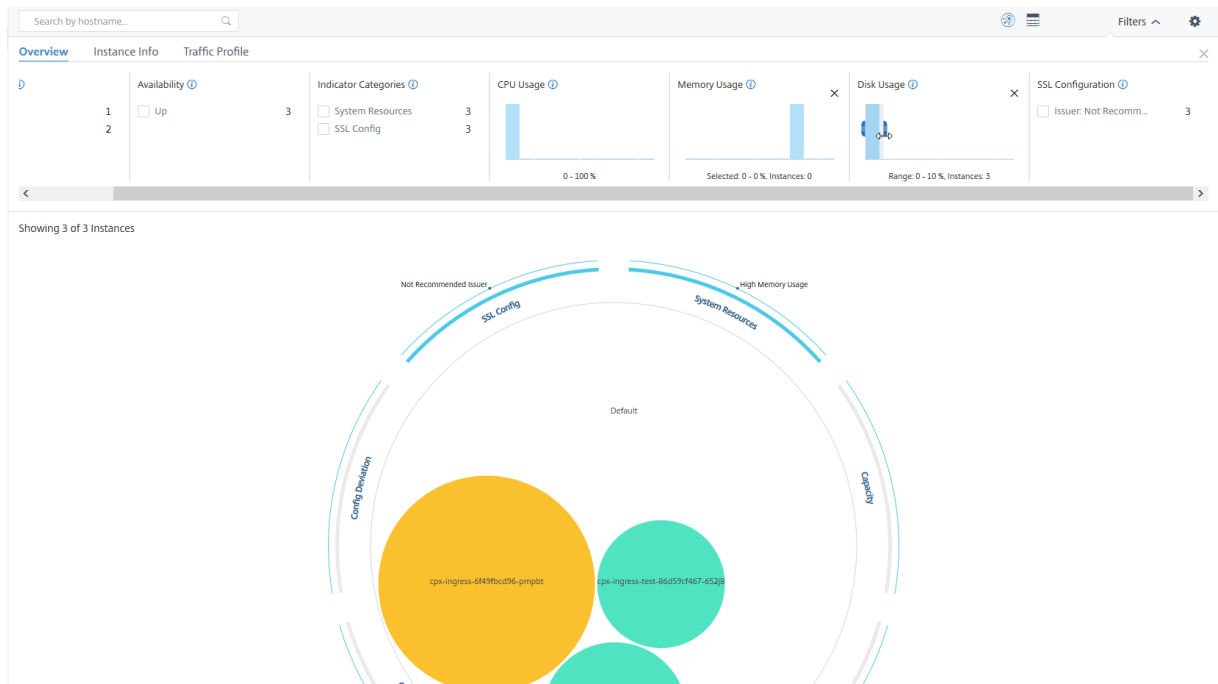 Search by hostname...
Filters
Overview Instance Info Traffic Profile
Availability Indicator Categories CPU Usage Memory Usage Disk Usage SSL Configuration
1 Up 3 System Resources 3 Issuer: Not Recomm... 3
2 SSL Config 3
0 - 100 % Selected: 0 - 0 %, Instances: 0 Range: 0 - 10 %, Instances: 3
Showing 3 of 3 Instances
Not Recommended Issuer High Memory Usage
SSL Config System Resources
Default
Config Deviation Capacity
cpx-ingress-6f49fbcd96-pmpbt cpx-ingress-test-86d59cf467-652j8